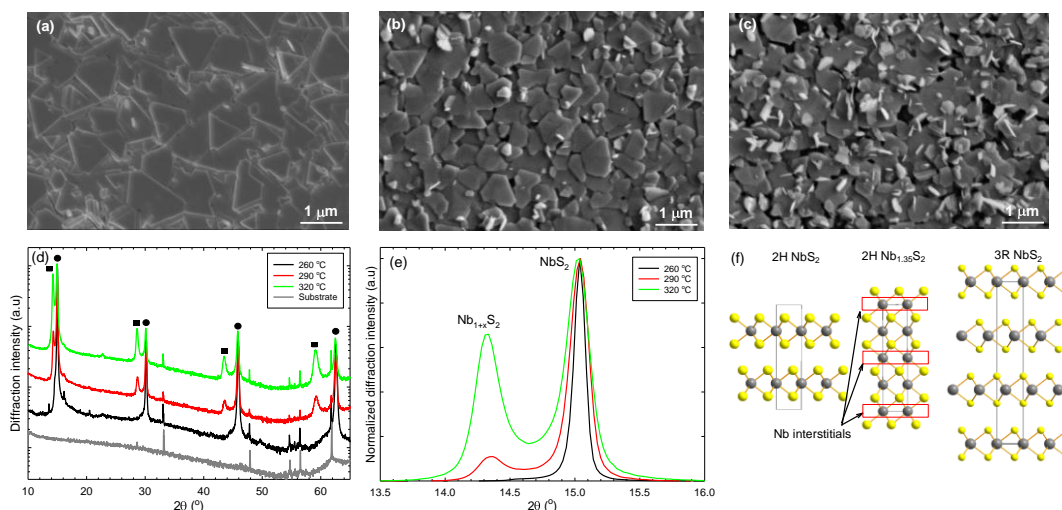 (a)
1 μm
(b)
1 μm
(c)
1 μm
(d)
260 °C
290 °C
320 °C
Substrate
Diffraction intensity (a.u)
10
20
30
40
50
60
2θ (°)
(e)
NbS₂
260 °C
290 °C
320 °C
Nb₁₊ₓS₂
Normalized diffraction intensity (a.u)
13.5
14.0
14.5
15.0
15.5
16.0
2θ (°)
(f)
2H NbS₂
2H Nb₁.₃₅S₂
3R NbS₂
Nb interstitials